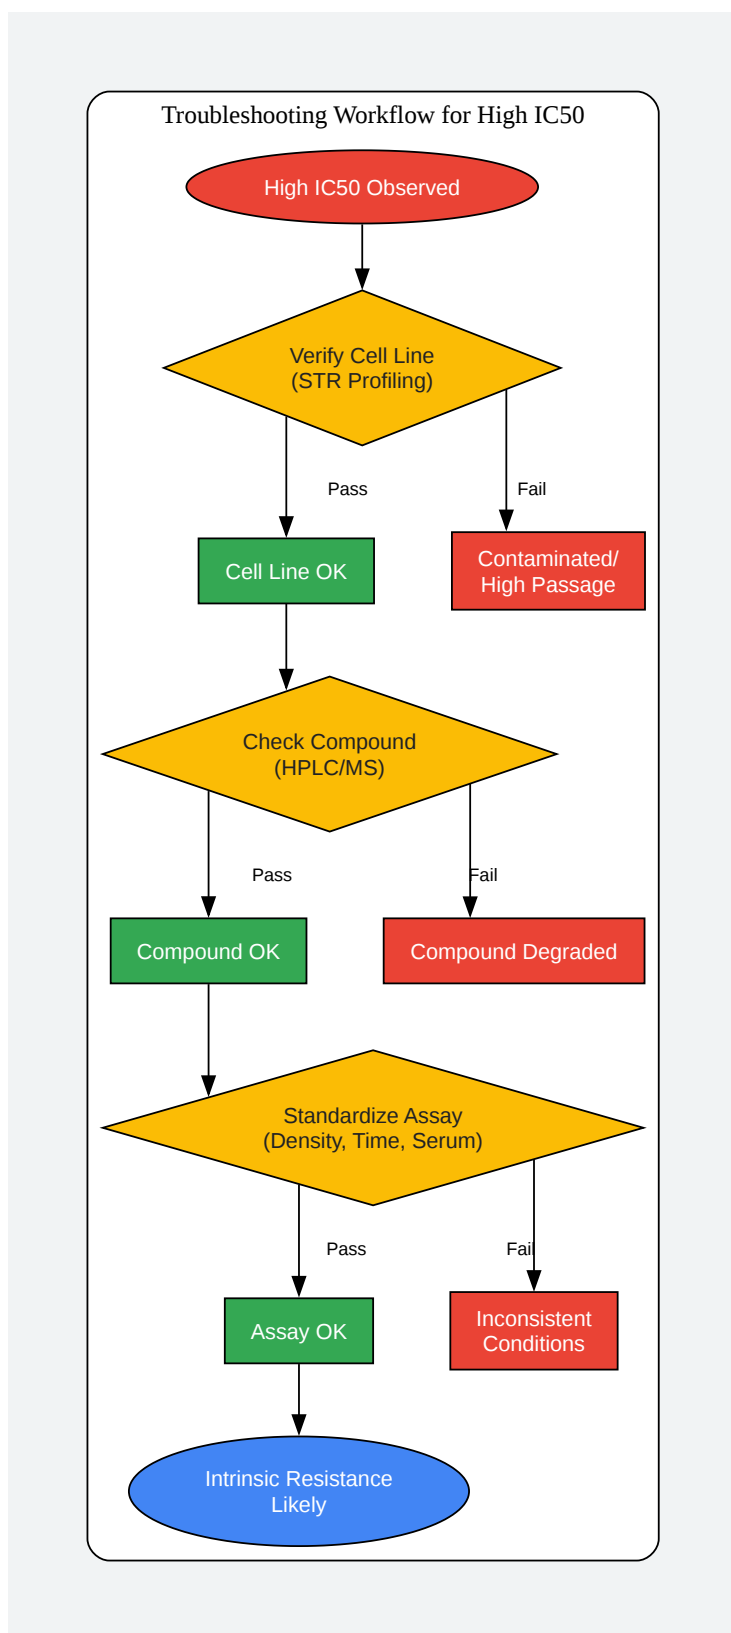 Troubleshooting Workflow for High IC50
High IC50 Observed
Verify Cell Line
(STR Profiling)
Pass
Fail
Cell Line OK
Contaminated/
High Passage
Check Compound
(HPLC/MS)
Pass
Fail
Compound OK
Compound Degraded
Standardize Assay
(Density, Time, Serum)
Pass
Fail
Assay OK
Inconsistent
Conditions
Intrinsic Resistance
Likely